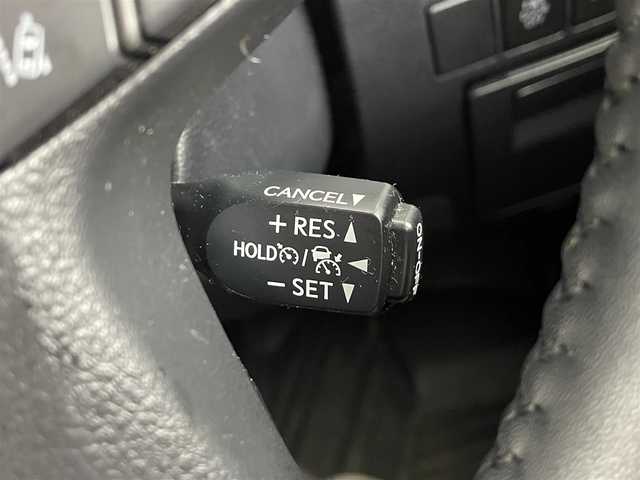 CANCEL▼
+ RES ▲
HOLD / ◀
− SET ▼
ON-OFF